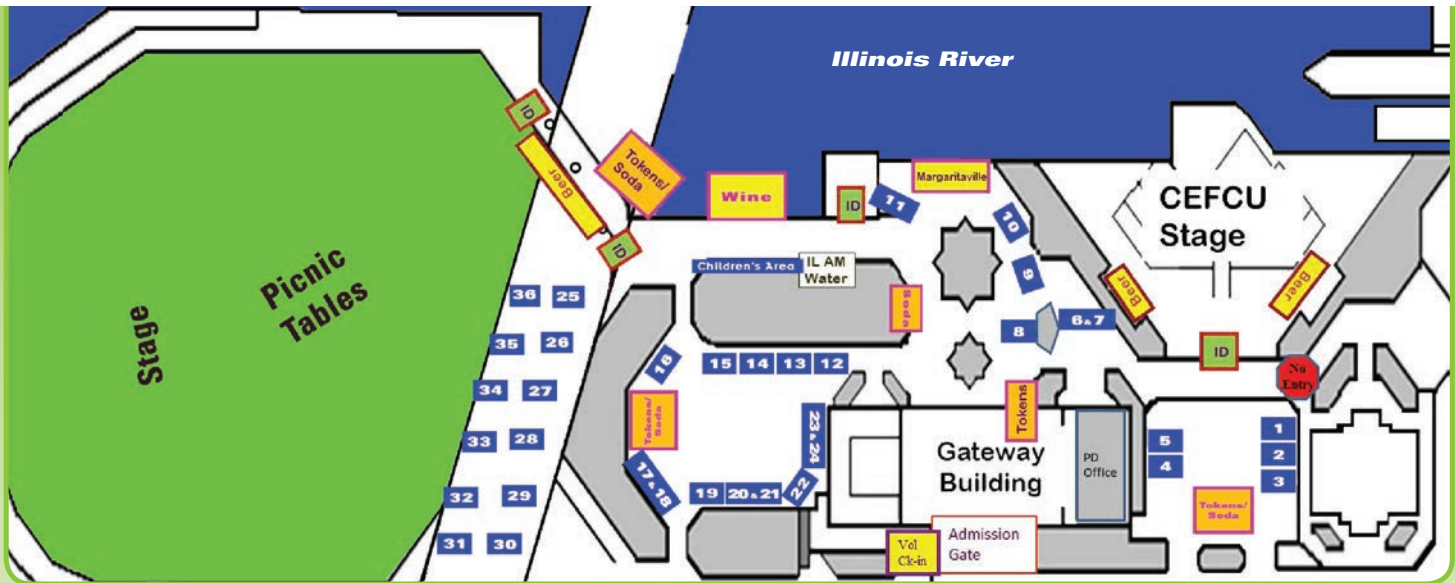 Illinois River
ID
Beer
ID
Tokens/
Soda
Wine
ID
11
Margaritaville
10
9
CEFCU
Stage
Beer
Beer
ID
No
Entry
Children's Area
IL AM
Water
Picnic
Tables
Stage
36
25
35
26
34
27
33
28
32
29
31
30
8
6 & 7
16
15
14
13
12
Tokens/
Soda
17 & 18
19
20 & 21
22
23 & 24
Tokens
Gateway
Building
PD
Office
Vol
Ck-in
Admission
Gate
5
4
1
2
3
Tokens/
Soda